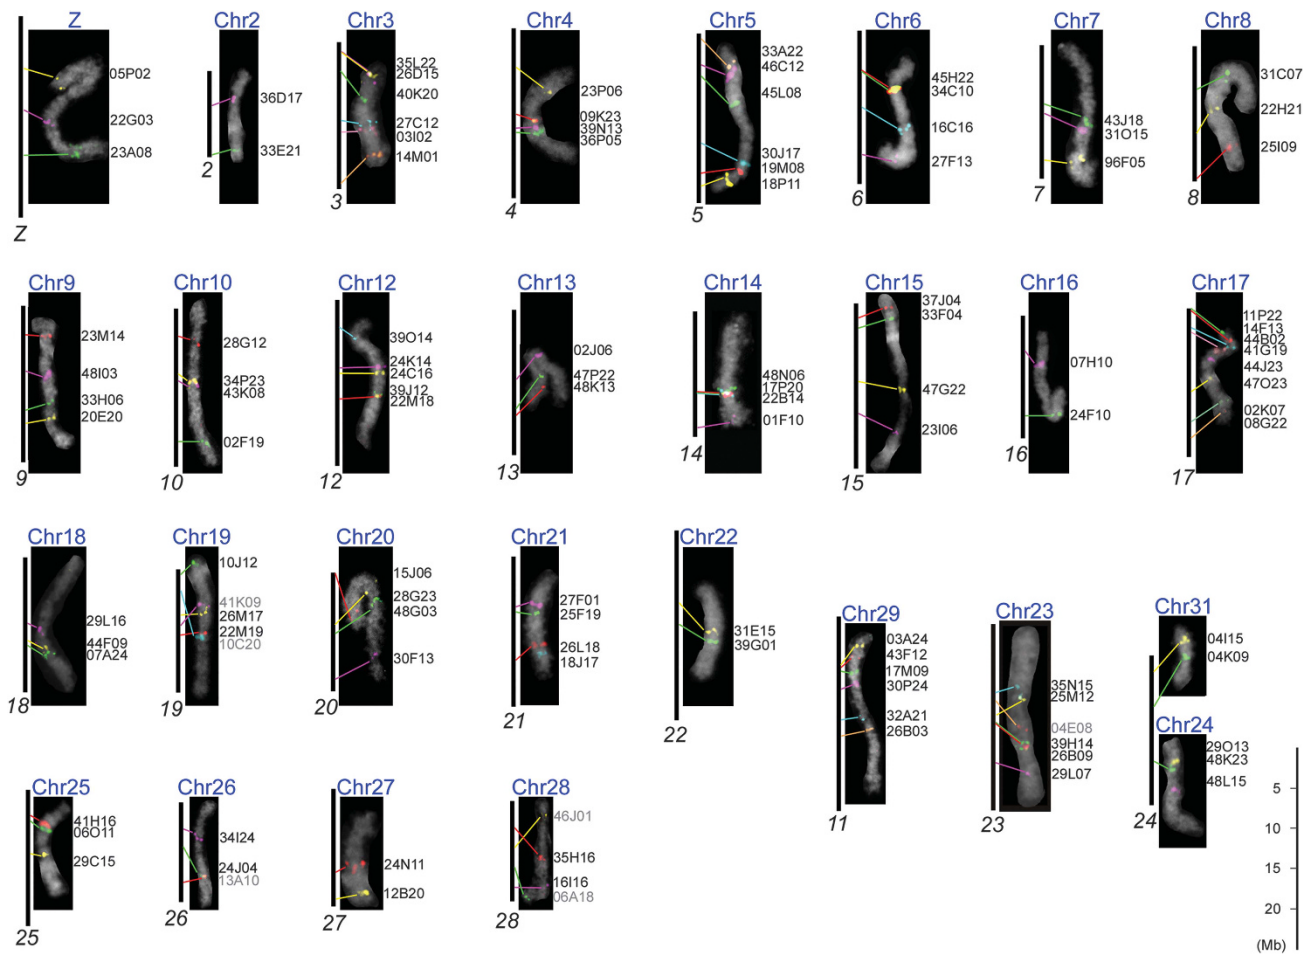 Z
05P02
22G03
23A08
Z
Chr2
36D17
33E21
2
Chr3
35L22
26D15
40K20
27C12
03I02
14M01
3
Chr4
23P06
09K23
39N13
36P05
4
Chr5
33A22
46C12
45L08
30J17
19M08
18P11
5
Chr6
45H22
34C10
16C16
27F13
6
Chr7
43J18
31O15
96F05
7
Chr8
31C07
22H21
25I09
8
Chr9
23M14
48I03
33H06
20E20
9
Chr10
28G12
34P23
43K08
02F19
10
Chr12
39O14
24K14
24C16
39J12
22M18
12
Chr13
02J06
47P22
48K13
13
Chr14
48N06
17P20
22B14
01F10
14
Chr15
37J04
33F04
47G22
23I06
15
Chr16
07H10
24F10
16
Chr17
11P22
14E13
44B02
41G19
44J23
47O23
02K07
08G22
17
Chr18
29L16
44F09
07A24
18
Chr19
10J12
41K09
26M17
22M19
10C20
19
Chr20
15J06
28G23
48G03
30F13
20
Chr21
27F01
25F19
26L18
18J17
21
Chr22
31E15
39G01
22
Chr29
03A24
43F12
17M09
30P24
32A21
26B03
11
Chr23
35N15
25M12
04E08
39H14
26B09
29L07
23
Chr31
04I15
04K09
Chr24
29O13
48K23
48L15
24
Chr25
41H16
06O11
29C15
25
Chr26
34I24
24J04
13A10
26
Chr27
24N11
12B20
27
Chr28
46J01
35H16
16I16
06A18
28
5
10
15
20
(Mb)